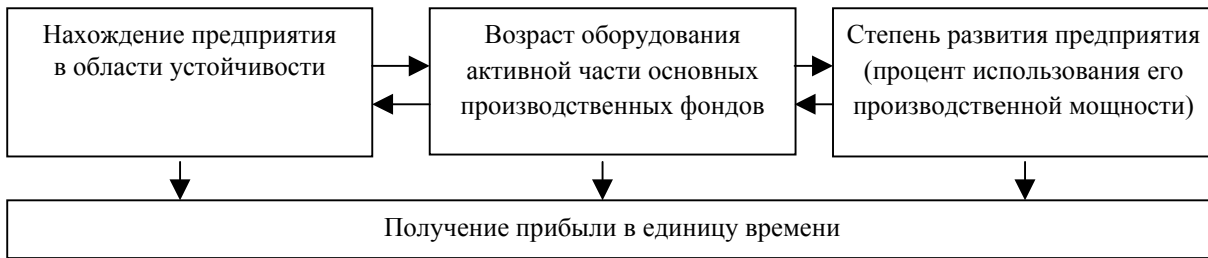 Нахождение предприятия
в области устойчивости
Возраст оборудования
активной части основных
производственных фондов
Степень развития предприятия
(процент использования его
производственной мощности)
Получение прибыли в единицу времени